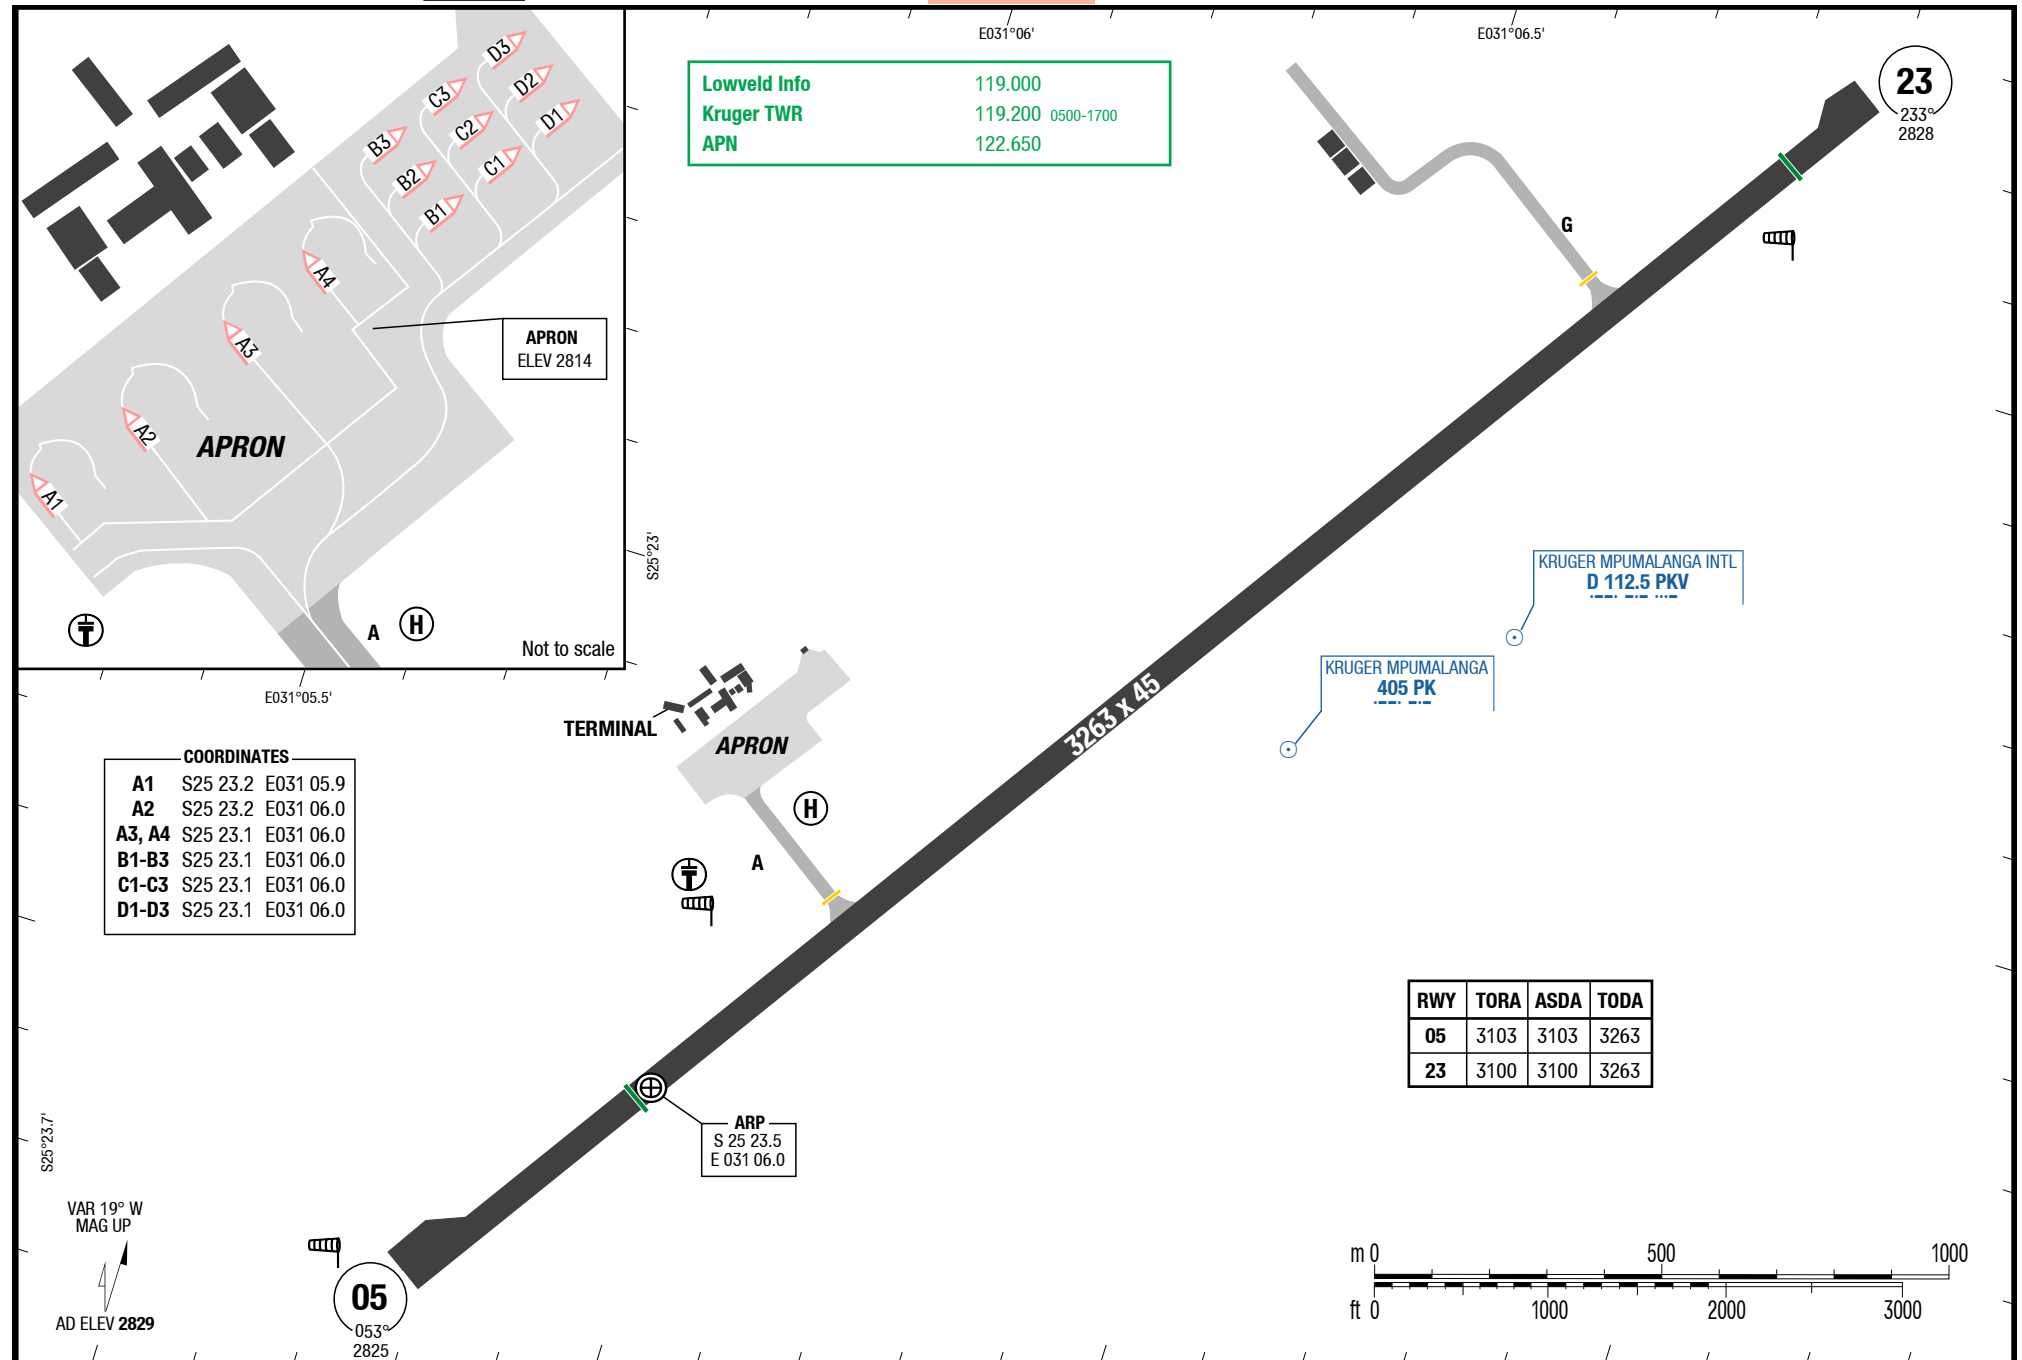 E031°06'
E031°06.5'
23
233°
2828
Lowveld Info 119.000
Kruger TWR 119.200 0500-1700
APN 122.650
D3
D2
D1
C3
C2
C1
B3
B2
B1
A4
A3
A2
A1
APRON
ELEV 2814
APRON
A
H
T
Not to scale
S25°23'
E031°05.5'
G
KRUGER MPUMALANGA INTL
D 112.5 PKV
KRUGER MPUMALANGA
405 PK
3263 x 45
TERMINAL
APRON
H
A
T
COORDINATES
A1 S25 23.2 E031 05.9
A2 S25 23.2 E031 06.0
A3, A4 S25 23.1 E031 06.0
B1-B3 S25 23.1 E031 06.0
C1-C3 S25 23.1 E031 06.0
D1-D3 S25 23.1 E031 06.0
RWY TORA ASDA TODA
05 3103 3103 3263
23 3100 3100 3263
ARP
S 25 23.5
E 031 06.0
S25°23.7'
VAR 19° W
MAG UP
AD ELEV 2829
05
053°
2825
m 0 500 1000
ft 0 1000 2000 3000